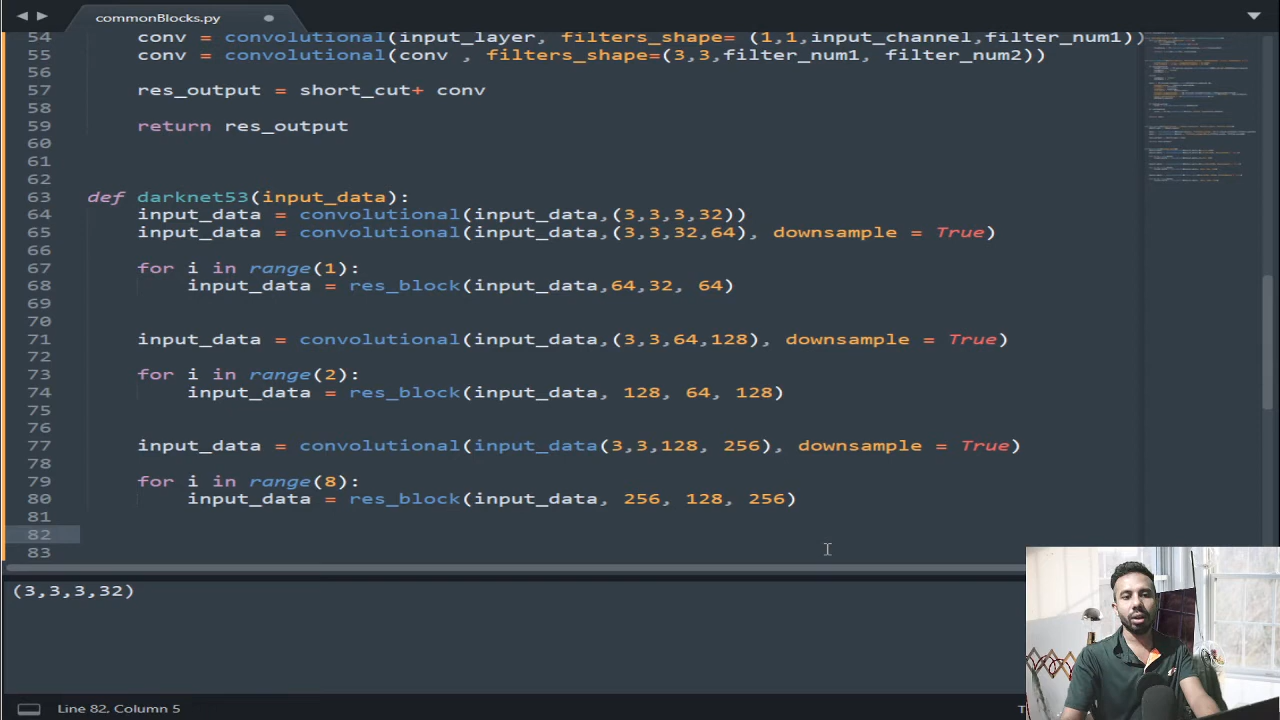 commonBlocks.py
54 conv = convolutional(input_layer, filters_shape= (1,1,input_channel,filter_num1))
55 conv = convolutional(conv , filters_shape=(3,3,filter_num1, filter_num2))
56
57 res_output = short_cut+ conv
58
59 return res_output
60
61
62
63 def darknet53(input_data):
64 input_data = convolutional(input_data,(3,3,3,32))
65 input_data = convolutional(input_data,(3,3,32,64), downsample = True)
66
67 for i in range(1):
68 input_data = res_block(input_data,64,32, 64)
69
70
71 input_data = convolutional(input_data,(3,3,64,128), downsample = True)
72
73 for i in range(2):
74 input_data = res_block(input_data, 128, 64, 128)
75
76
77 input_data = convolutional(input_data(3,3,128, 256), downsample = True)
78
79 for i in range(8):
80 input_data = res_block(input_data, 256, 128, 256)
81
82
83
(3,3,3,32)
Line 82, Column 5